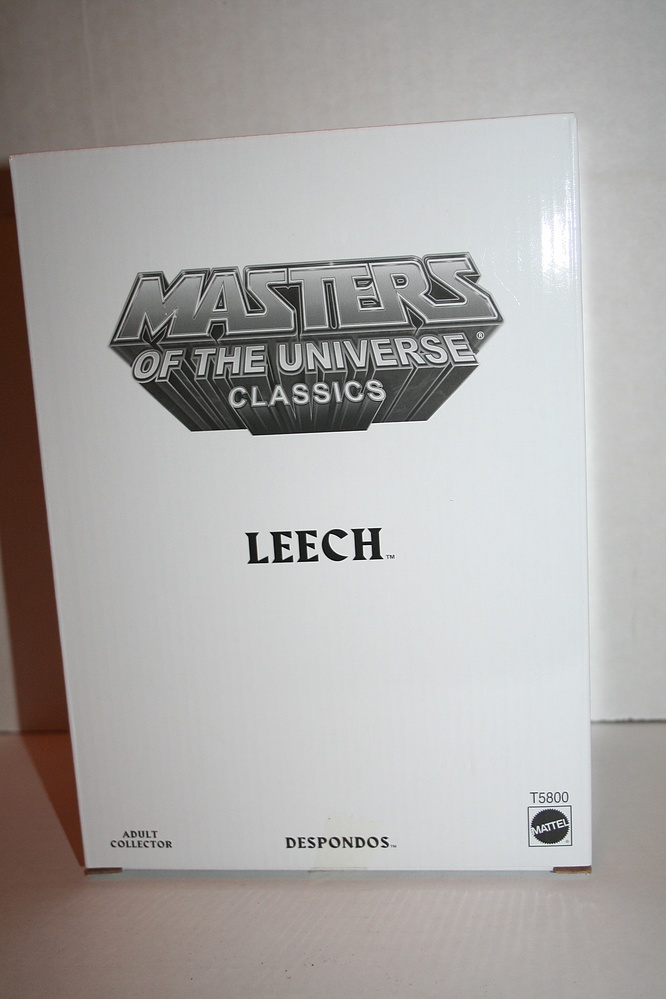 MASTERS
OF THE UNIVERSE®
CLASSICS
LEECH™
T5800
MATTEL®
ADULT
COLLECTOR
DESPONDOS™